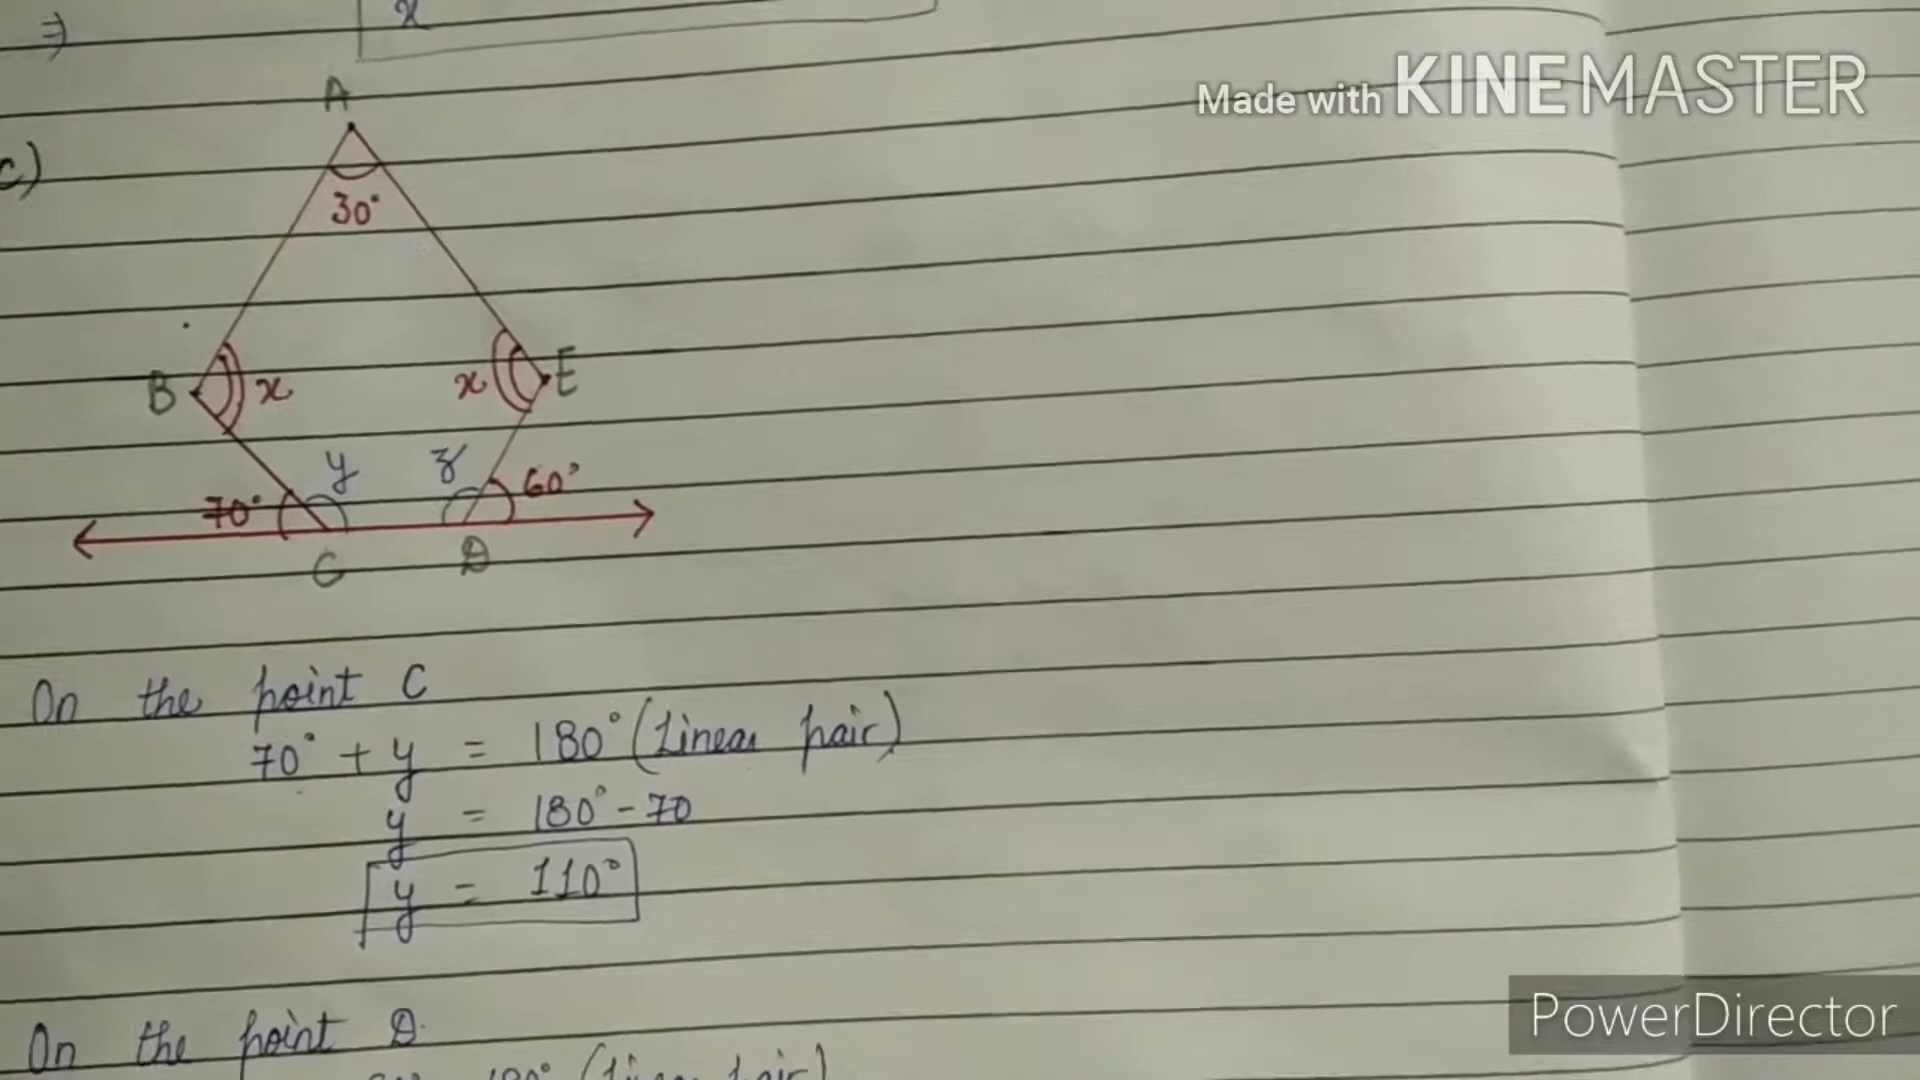 x
Made with KINEMASTER
A
c)
30°
B x x E
y z
70° 60°
C D
On the point C
70° + y = 180° (Linear pair)
y = 180° - 70
y = 110°
On the point D
PowerDirector